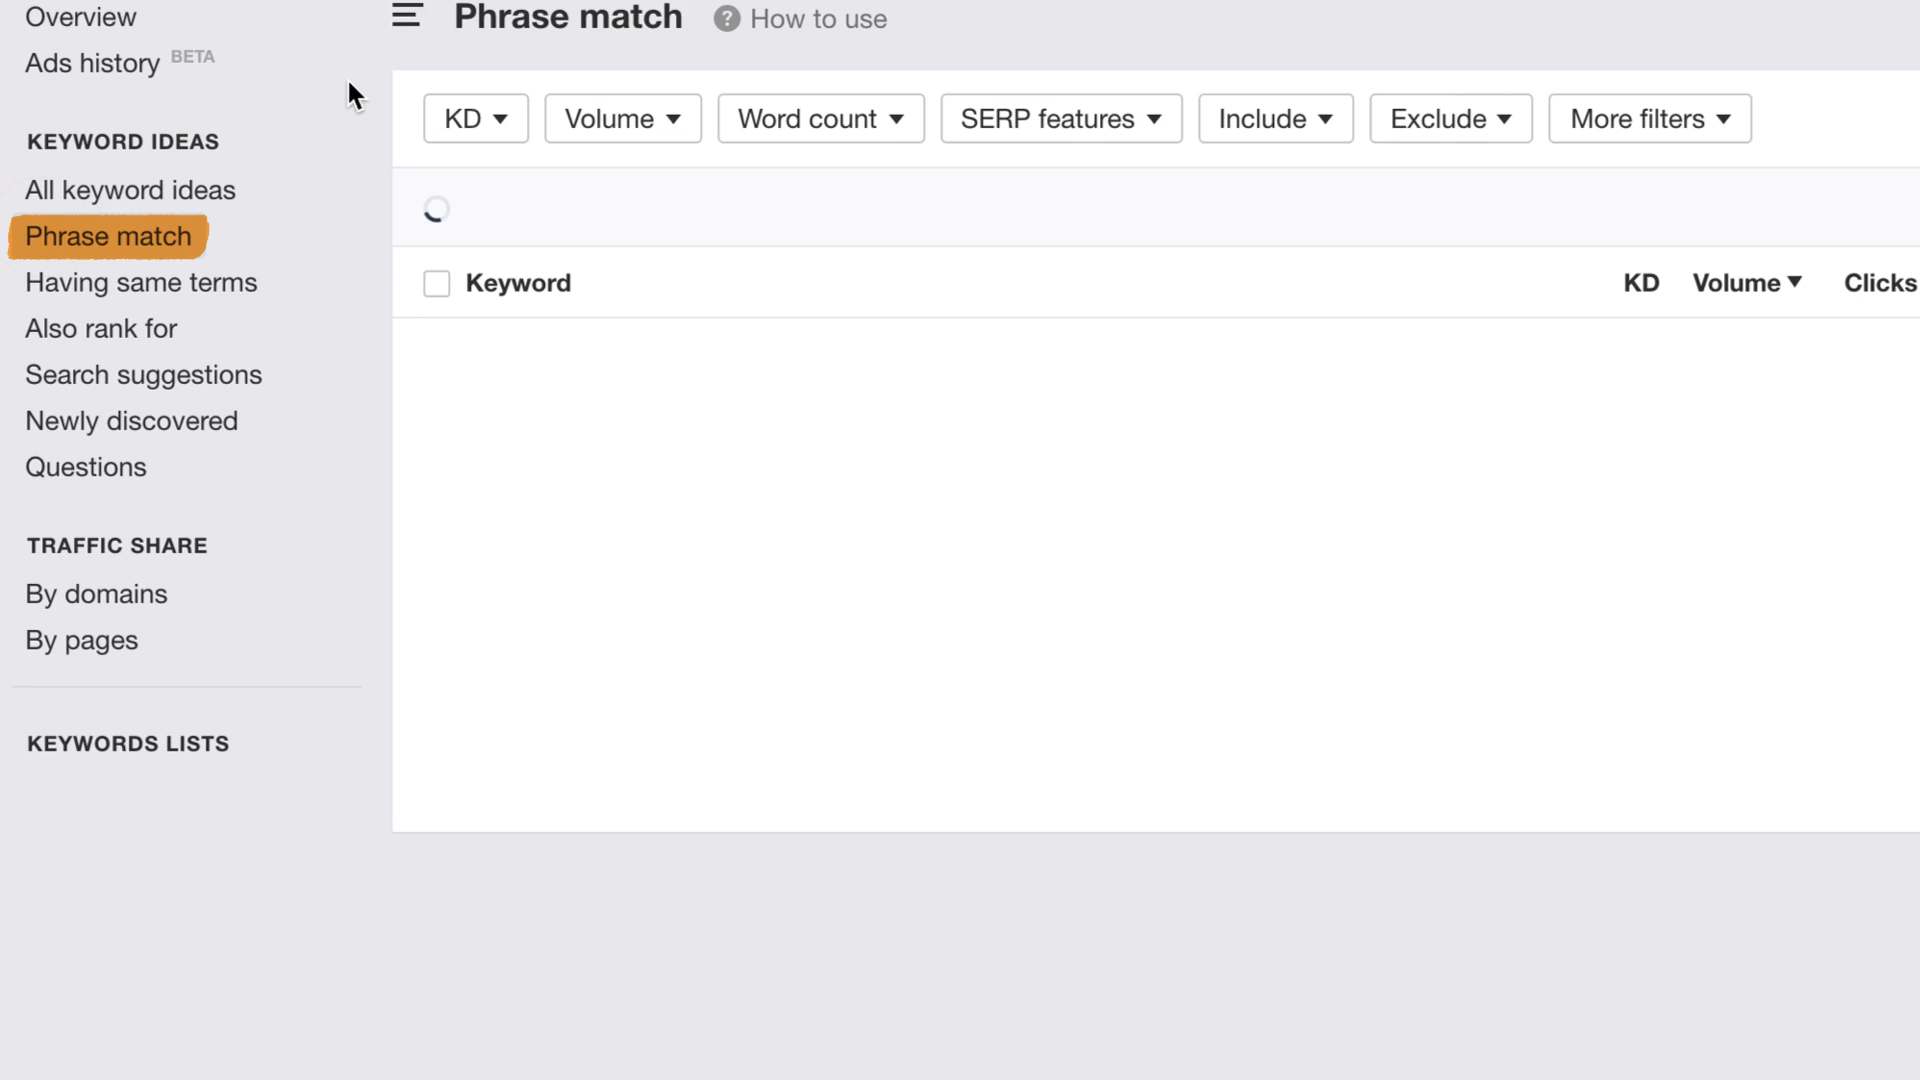 Overview
Ads history BETA
KEYWORD IDEAS
All keyword ideas
Phrase match
Having same terms
Also rank for
Search suggestions
Newly discovered
Questions
TRAFFIC SHARE
By domains
By pages
KEYWORDS LISTS
Phrase match ? How to use
KD Volume Word count SERP features Include Exclude More filters
Keyword KD Volume Clicks